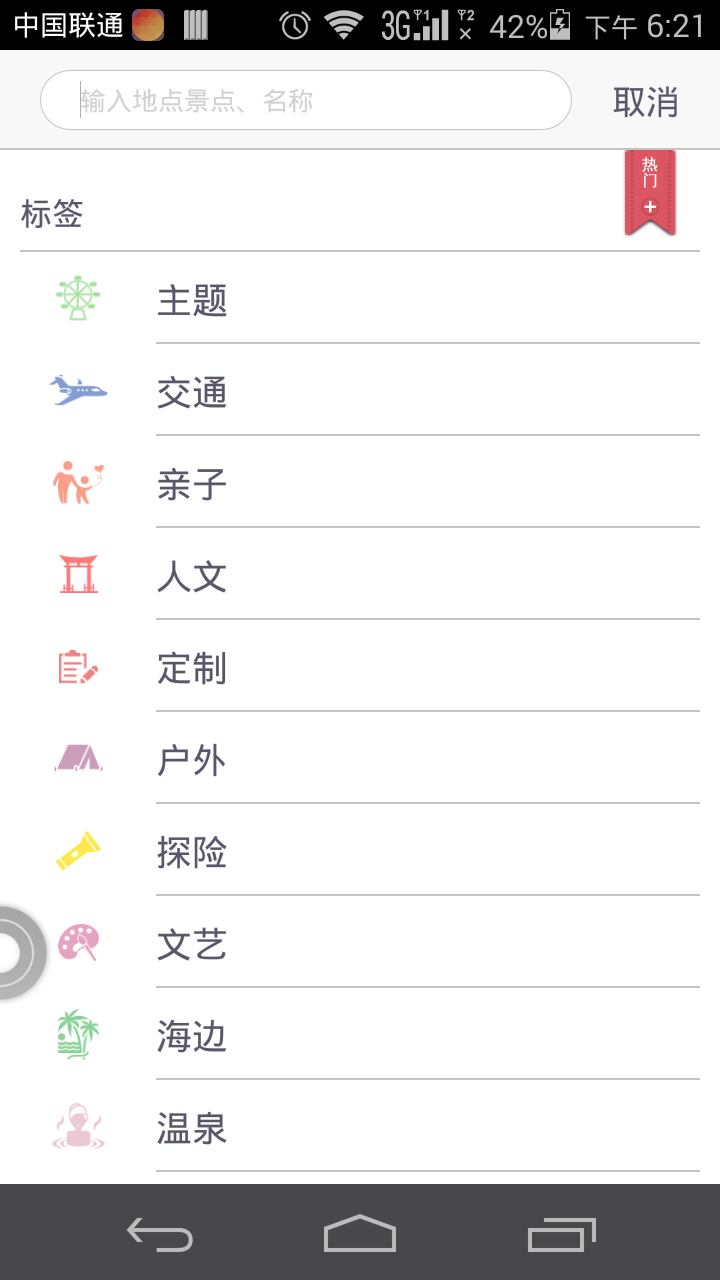 中国联通 3G 1 2 42% 下午 6:21
输入地点景点、名称 取消
热门
标签
主题
交通
亲子
人文
定制
户外
探险
文艺
海边
温泉